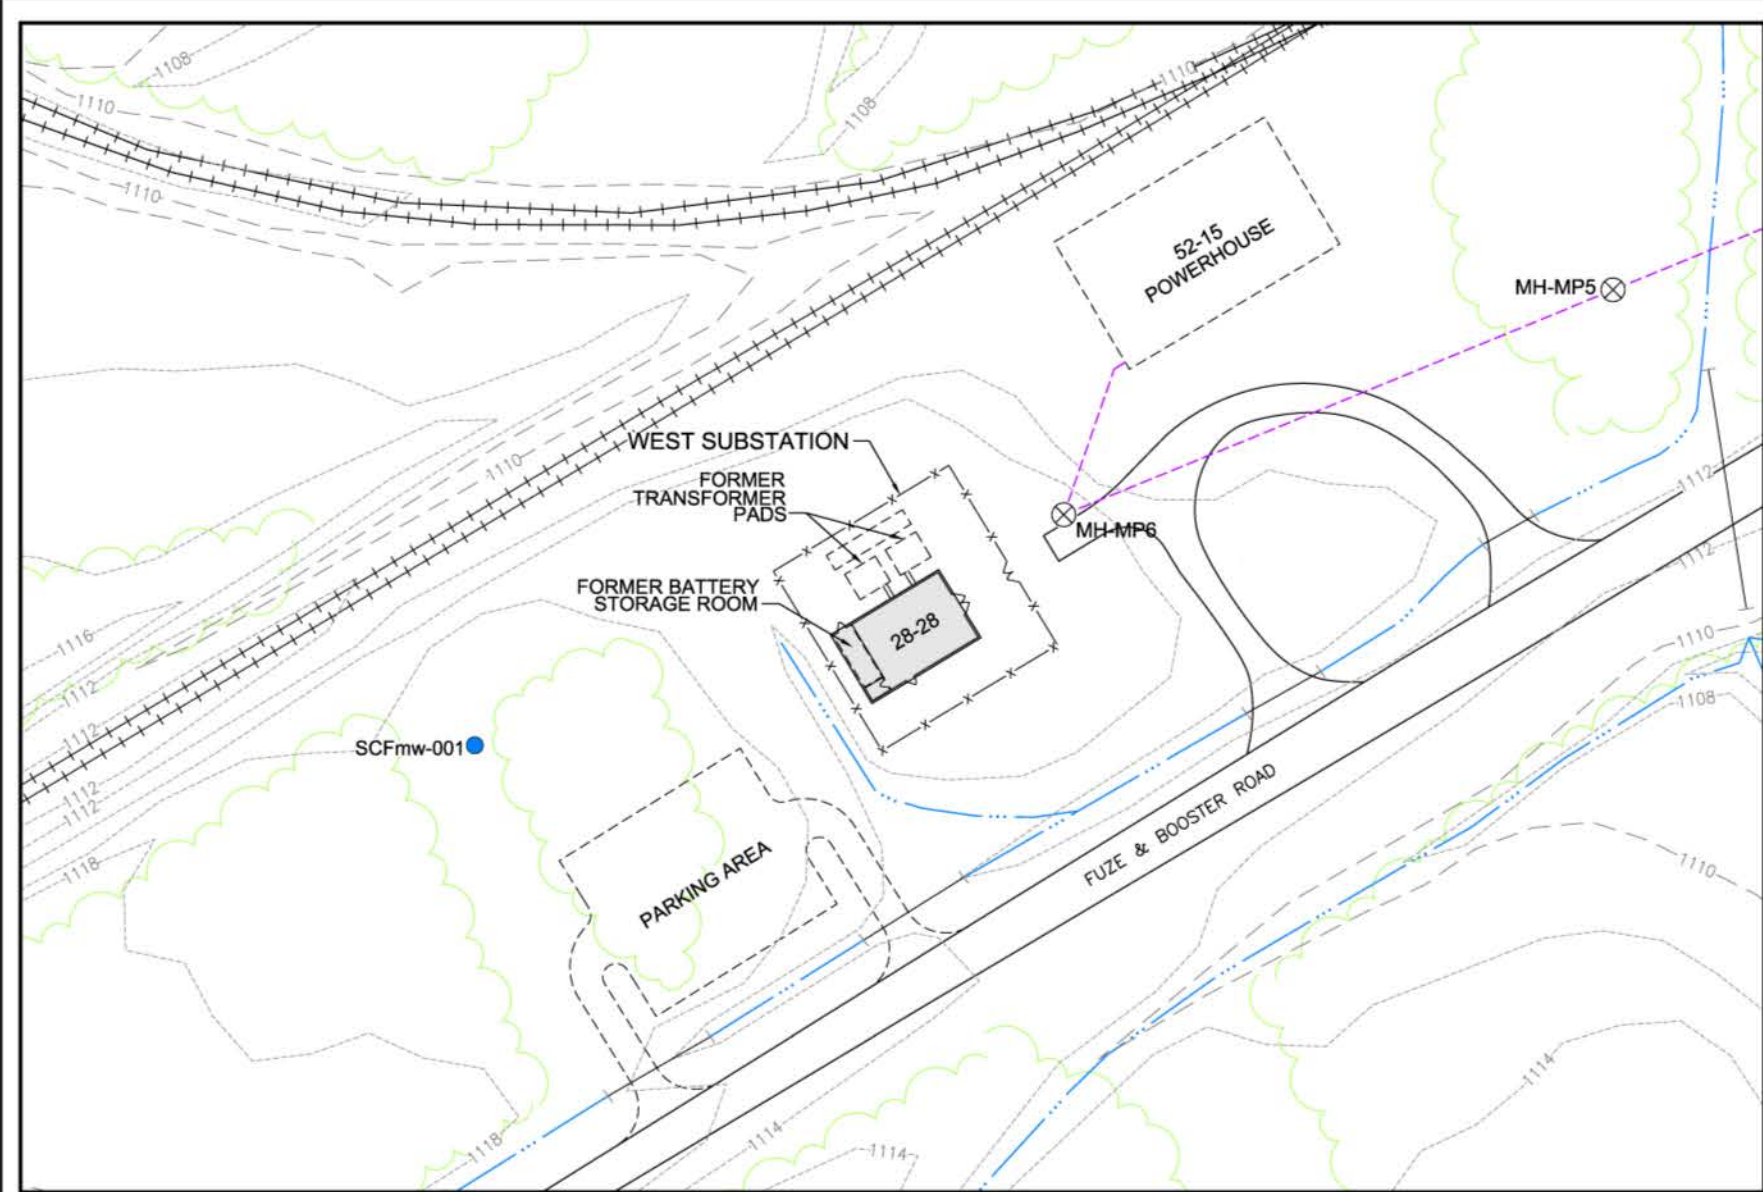 1108
1110
1108
1110
1110
52-15
POWERHOUSE
MH-MP5
WEST SUBSTATION
1110
FORMER
TRANSFORMER
PADS
1112
MH-MP6
1112
FORMER BATTERY
STORAGE ROOM
28-28
1116
1110
1112
1108
1112
SCFmw-001
1112
1112
FUZE & BOOSTER ROAD
1118
PARKING AREA
1110
1114
1118
1114
1114